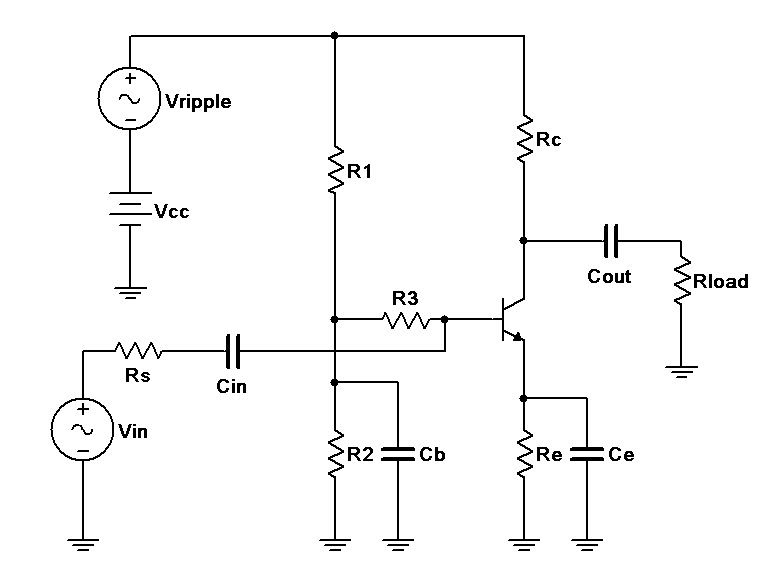 Vripple
Rc
R1
Vcc
Cout
Rload
R3
Rs
Cin
Vin
R2
Cb
Re
Ce